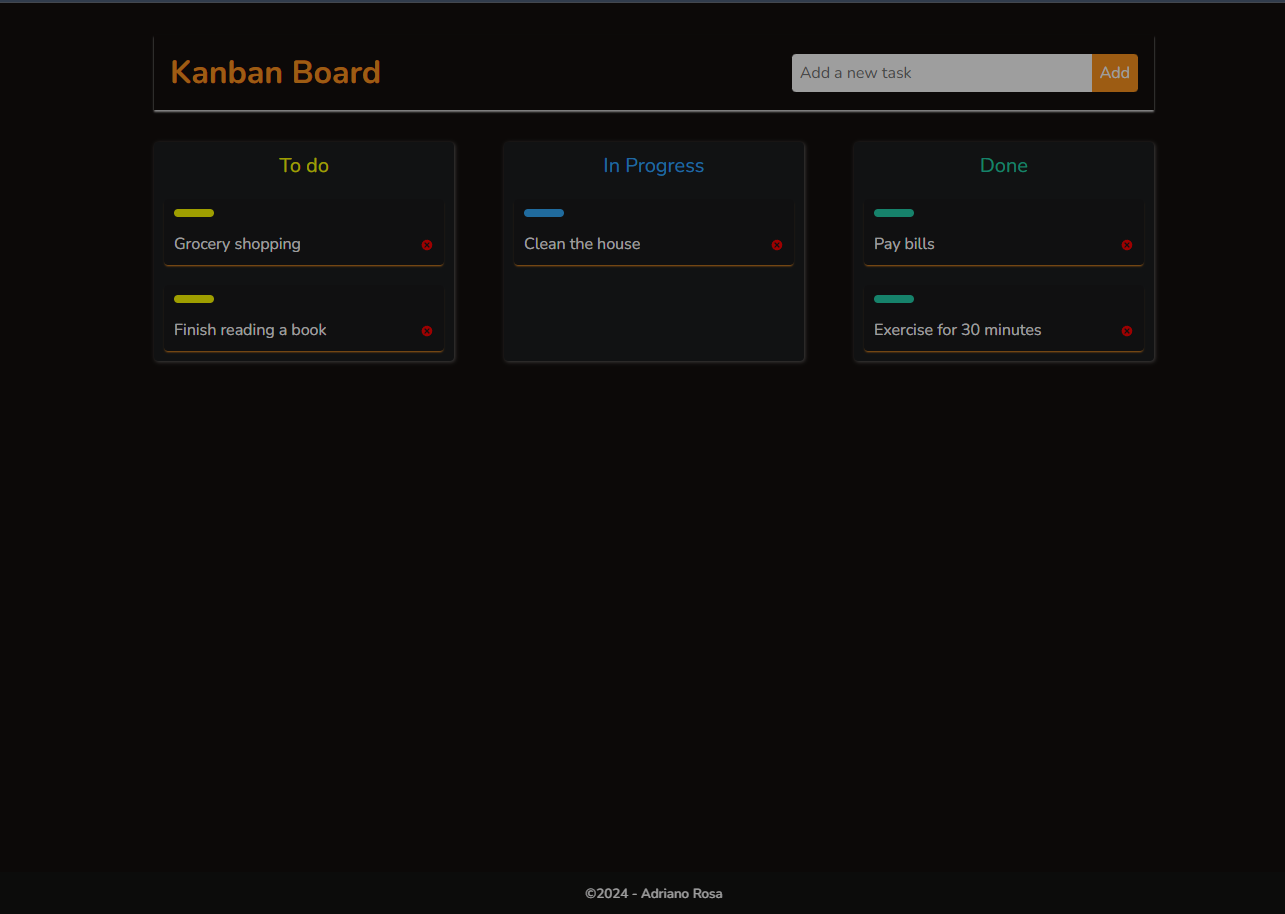 Kanban Board
Add a new task
Add
To do
Grocery shopping
Finish reading a book
In Progress
Clean the house
Done
Pay bills
Exercise for 30 minutes
©2024 - Adriano Rosa